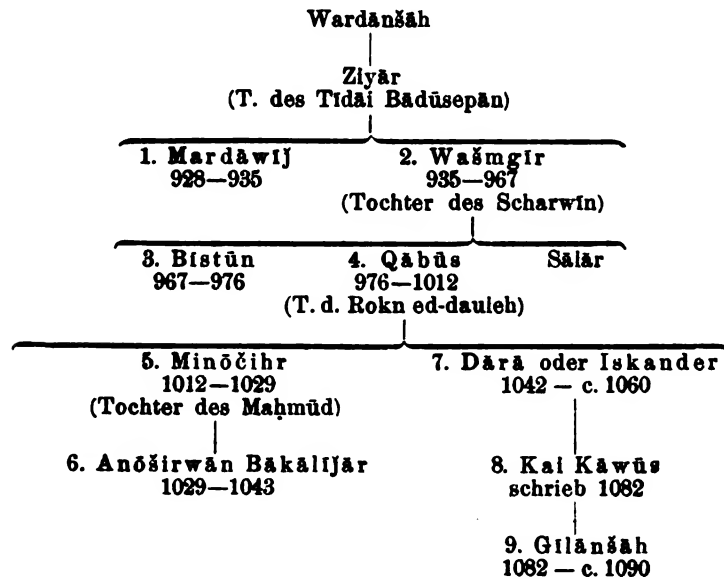 Wardānšāh
Ziyār
(T. des Tīdāi Bādūsepān)
1. Mardāwīǰ 2. Wašmgīr
928—935 935—967
(Tochter des Scharwīn)
3. Bīstūn 4. Qābūs Sālār
967—976 976—1012
(T. d. Rokn ed-dauleh)
5. Minōčihr 7. Dārā oder Iskander
1012—1029 1042 — c. 1060
(Tochter des Maḥmūd)
6. Anōširwān Bākālīǰār 8. Kai Kāwūs
1029—1043 schrieb 1082
9. Gīlānšāh
1082 — c. 1090